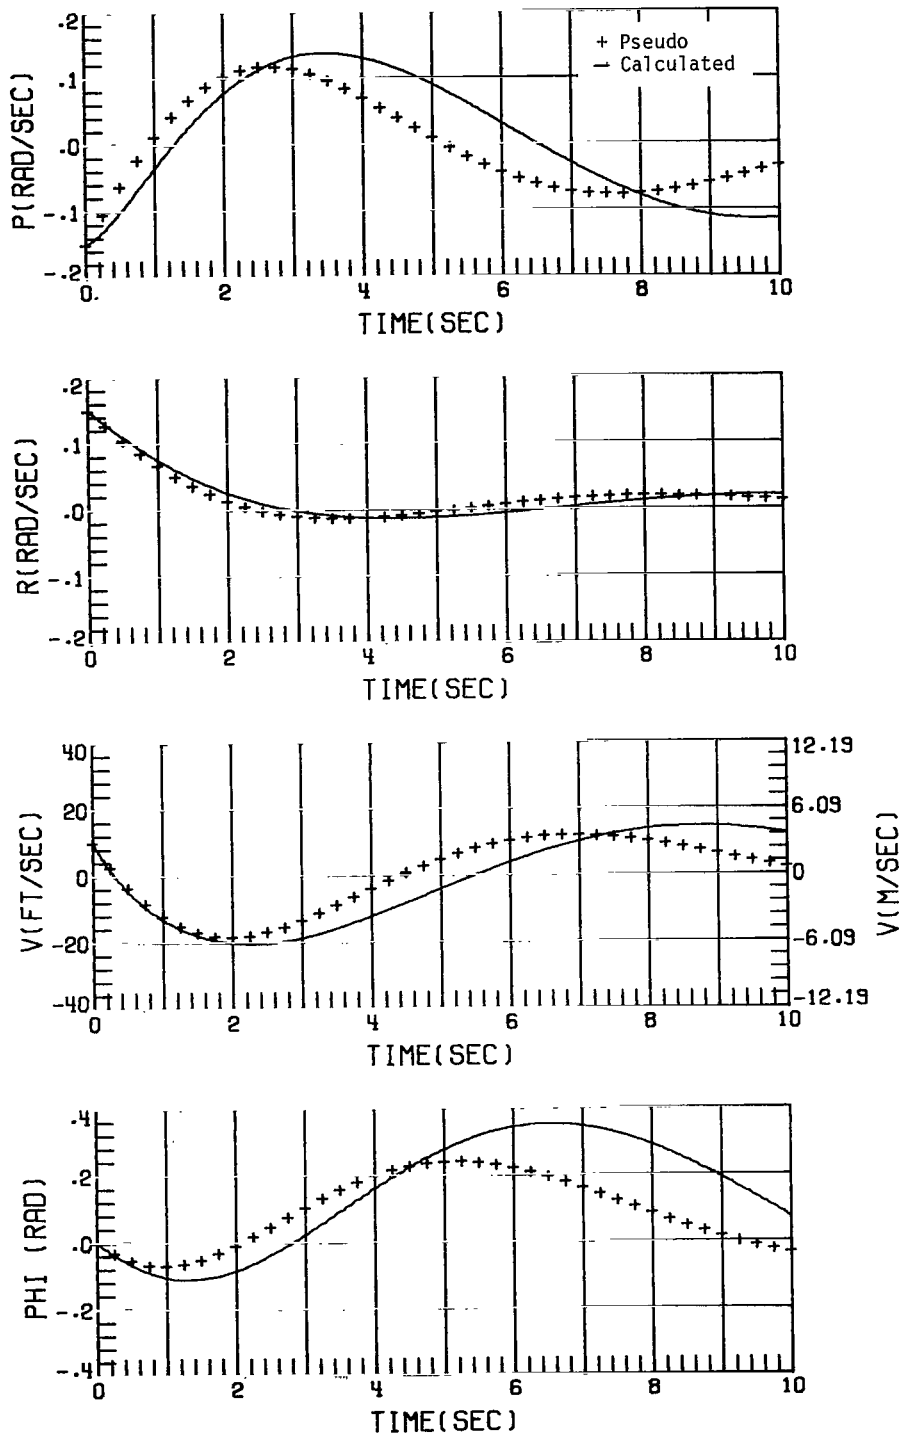 + Pseudo
— Calculated
P(RAD/SEC)
.2
.1
.0
-.1
-.2
0. 2 4 6 8 10
TIME(SEC)
R(RAD/SEC)
.2
.1
.0
-.1
-.2
0 2 4 6 8 10
TIME(SEC)
V(FT/SEC)
40
20
0
-20
-40
12.19
6.09
0
-6.09
-12.19
V(M/SEC)
0 2 4 6 8 10
TIME(SEC)
PHI (RAD)
.4
.2
.0
-.2
-.4
0 2 4 6 8 10
TIME(SEC)